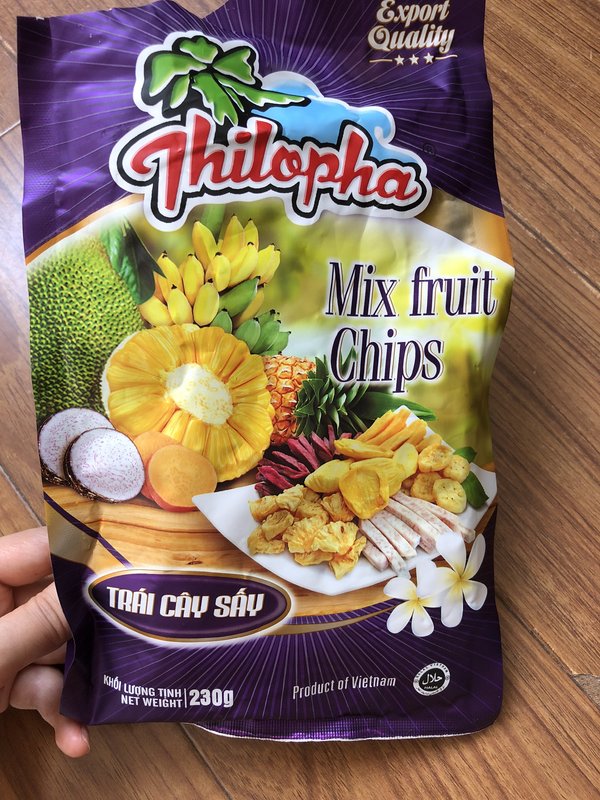 Export
Quality
Thilopha
®
Mix fruit
Chips
TRÁI CÂY SẤY
KHỐI LƯỢNG TỊNH
NET WEIGHT 230g
Product of Vietnam
حلال
HALAL